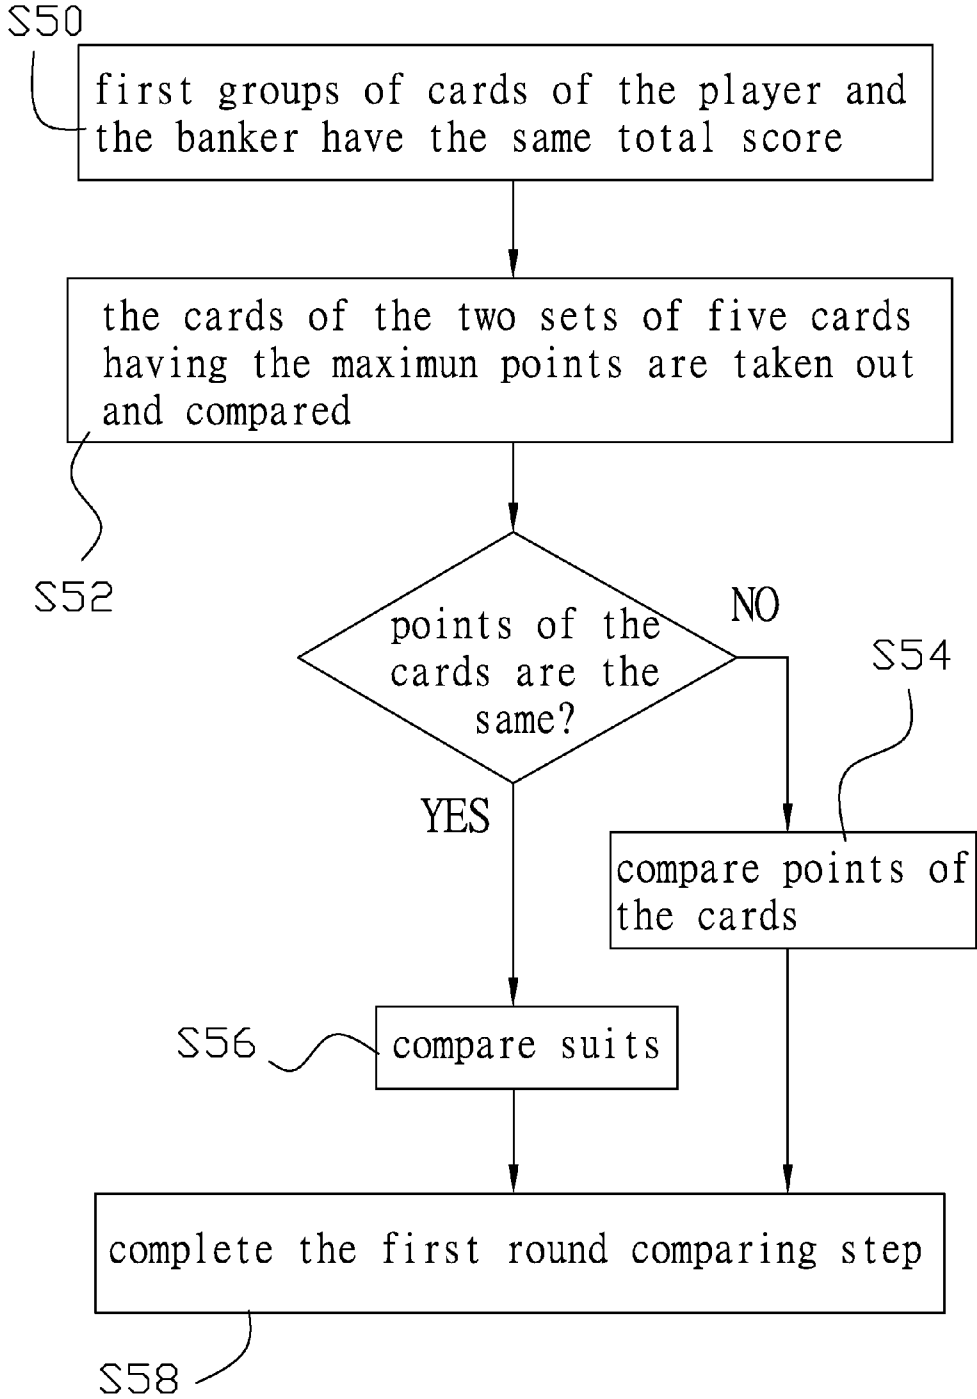 S50
first groups of cards of the player and
the banker have the same total score
the cards of the two sets of five cards
having the maximun points are taken out
and compared
S52
points of the
cards are the
same?
NO
S54
YES
compare points of
the cards
S56
compare suits
complete the first round comparing step
S58